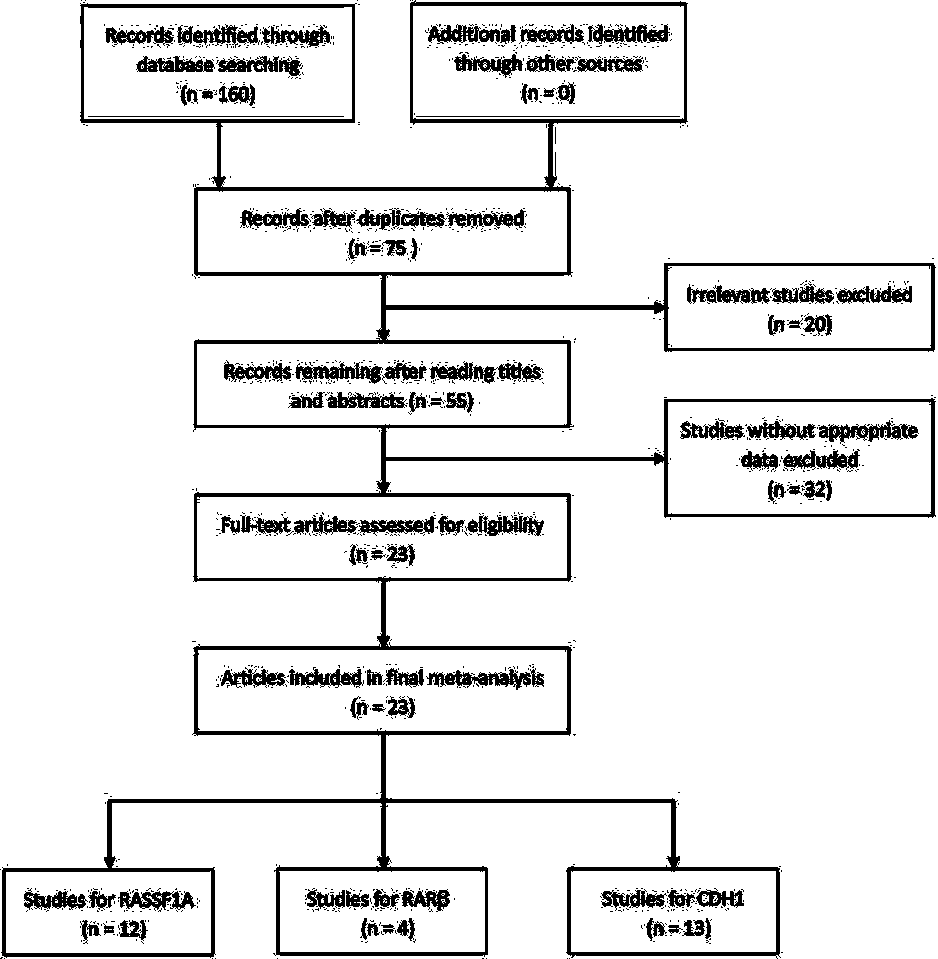 Records identified through
database searching
(n = 160)
Additional records identified
through other sources
(n = 0)
Records after duplicates removed
(n = 75 )
Irrelevant studies excluded
(n = 20)
Records remaining after reading titles
and abstracts (n = 55)
Studies without appropriate
data excluded
(n = 32)
Full-text articles assessed for eligibility
(n = 23)
Articles included in final meta-analysis
(n = 23)
Studies for RASSF1A
(n = 12)
Studies for RARβ
(n = 4)
Studies for CDH1
(n = 13)